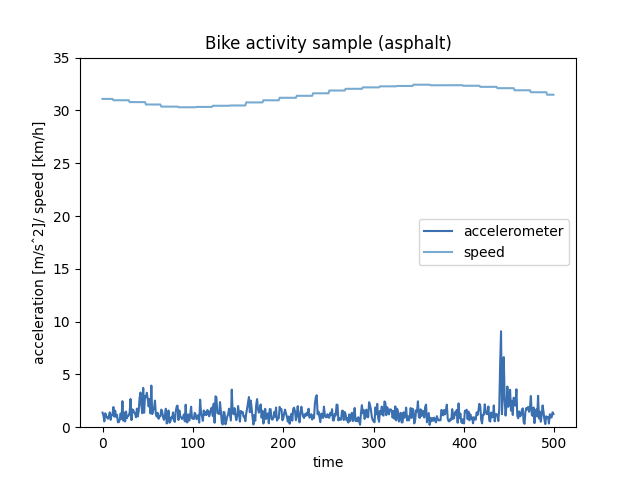 Bike activity sample (asphalt)
acceleration [m/sˆ2]/ speed [km/h]
35
30
25
20
15
10
5
0
accelerometer
speed
0 100 200 300 400 500
time